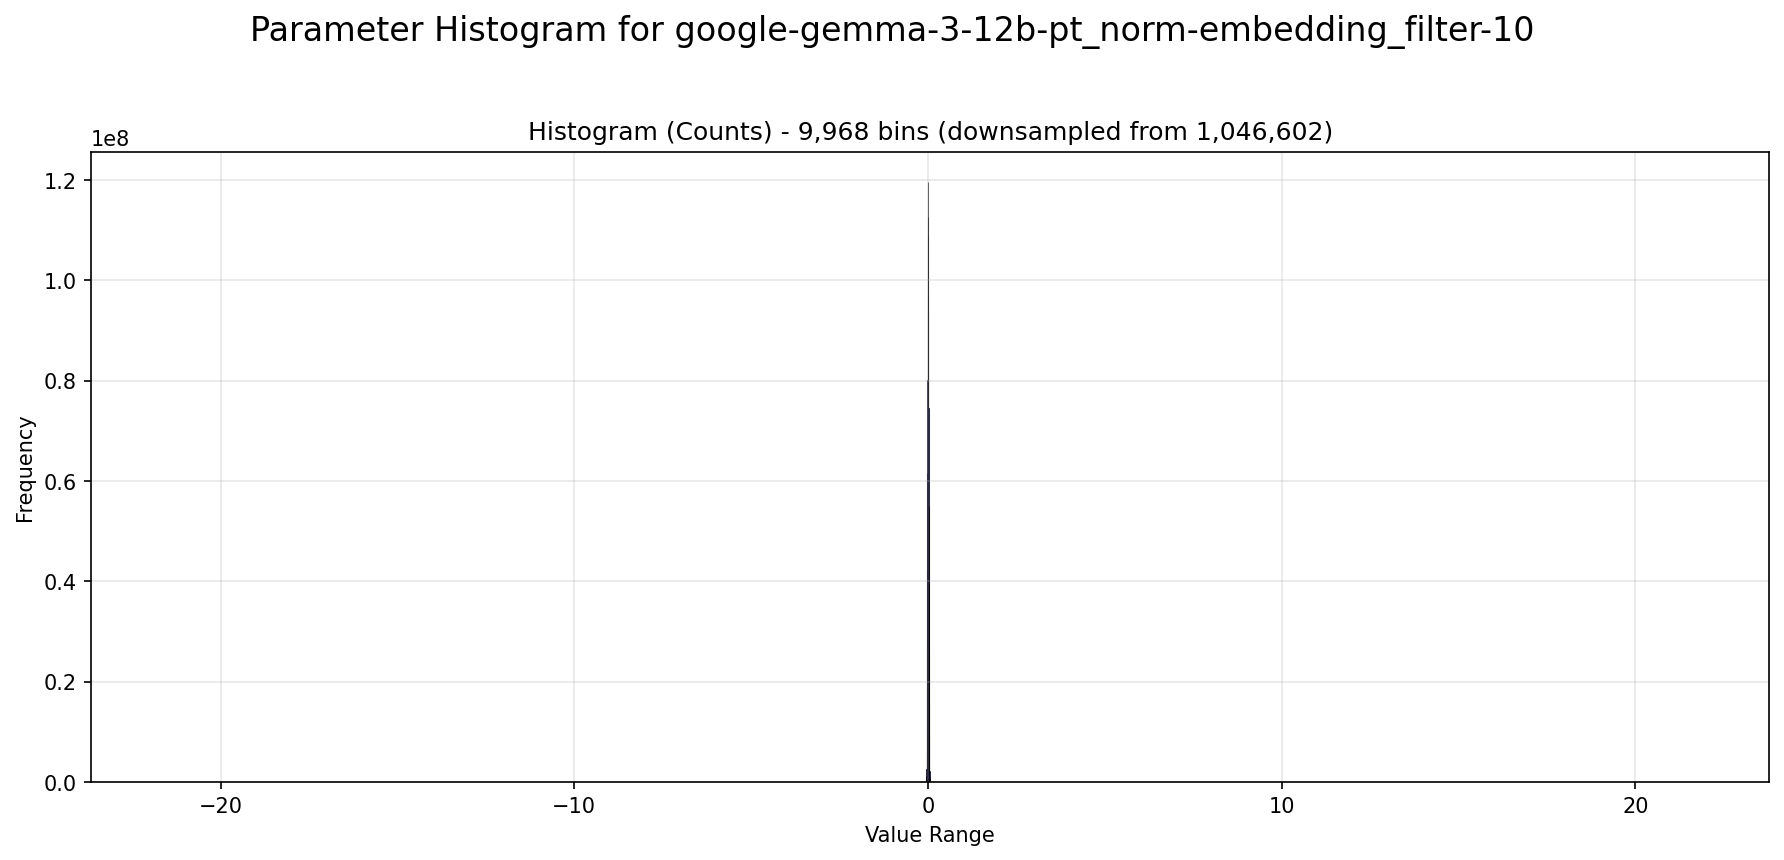 Parameter Histogram for google-gemma-3-12b-pt_norm-embedding_filter-10
Histogram (Counts) - 9,968 bins (downsampled from 1,046,602)
1e8
1.2
1.0
0.8
0.6
0.4
0.2
0.0
Frequency
−20
−10
0
10
20
Value Range